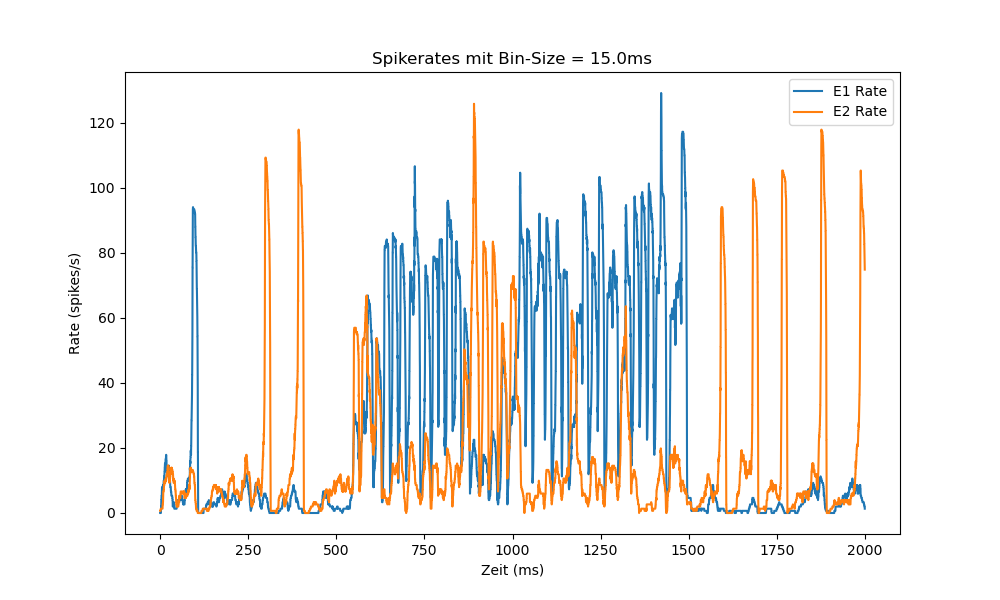 Spikerates mit Bin-Size = 15.0ms
E1 Rate
E2 Rate
120
100
80
60
40
20
0
Rate (spikes/s)
0 250 500 750 1000 1250 1500 1750 2000
Zeit (ms)